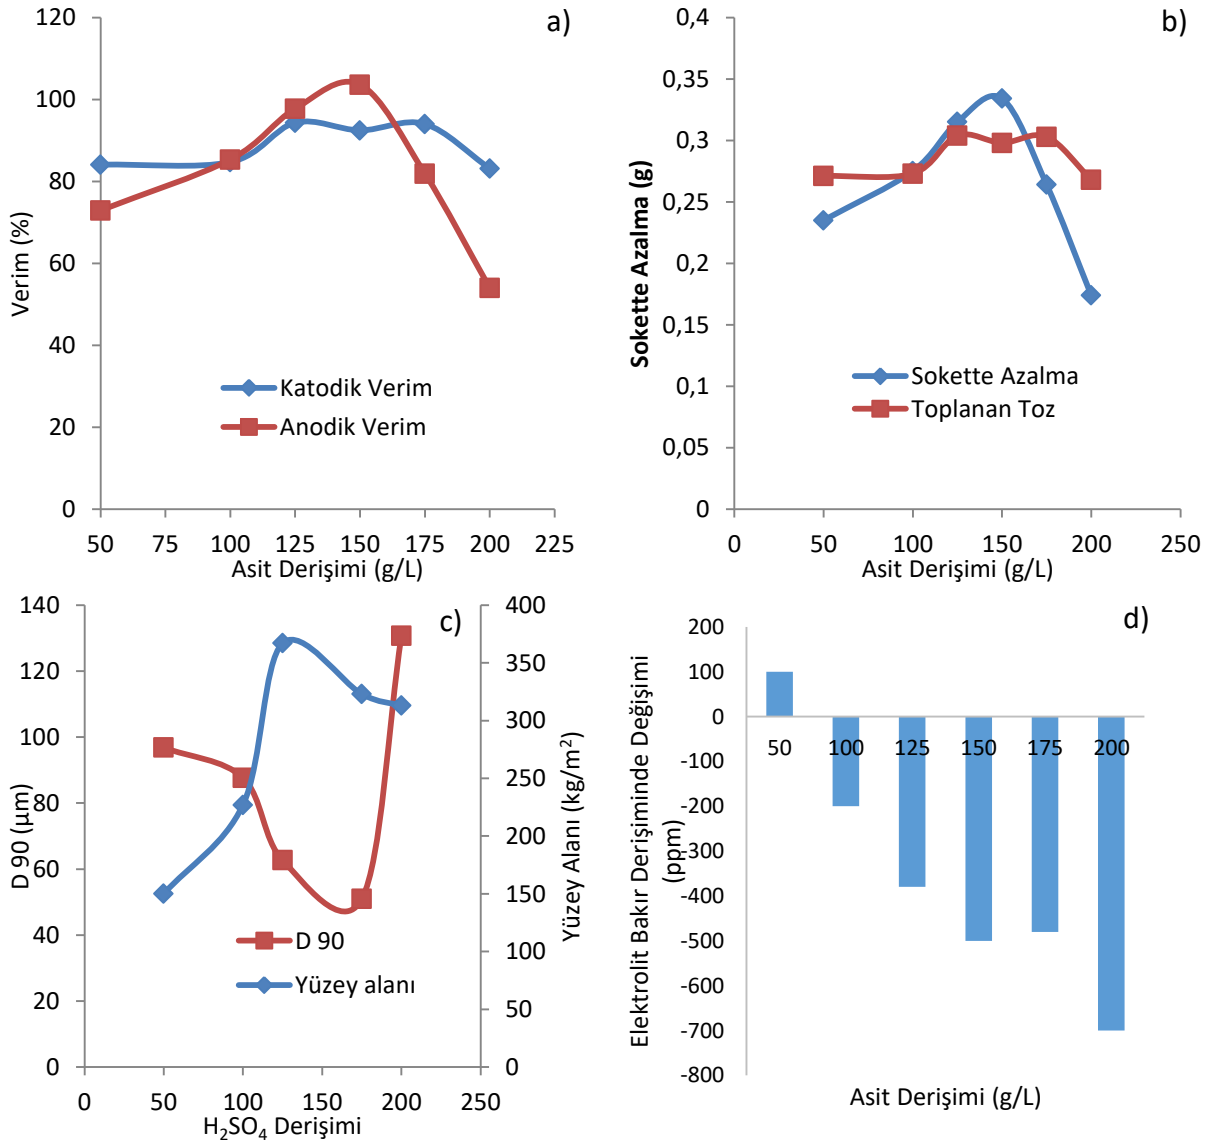 a)
120
100
80
60
40
20
0
Verim (%)
Katodik Verim
Anodik Verim
50 75 100 125 150 175 200 225
Asit Derişimi (g/L)
b)
0,4
0,35
0,3
0,25
0,2
0,15
0,1
0,05
0
Sokette Azalma (g)
Sokette Azalma
Toplanan Toz
0 50 100 150 200 250
Asit Derişimi (g/L)
c)
140
120
100
80
60
40
20
0
D 90 (µm)
400
350
300
250
200
150
100
50
0
Yüzey Alanı (kg/m²)
D 90
Yüzey alanı
0 50 100 150 200 250
H₂SO₄ Derişimi
d)
200
100
0
-100
-200
-300
-400
-500
-600
-700
-800
Elektrolit Bakır Derişiminde Değişimi
(ppm)
50 100 125 150 175 200
Asit Derişimi (g/L)